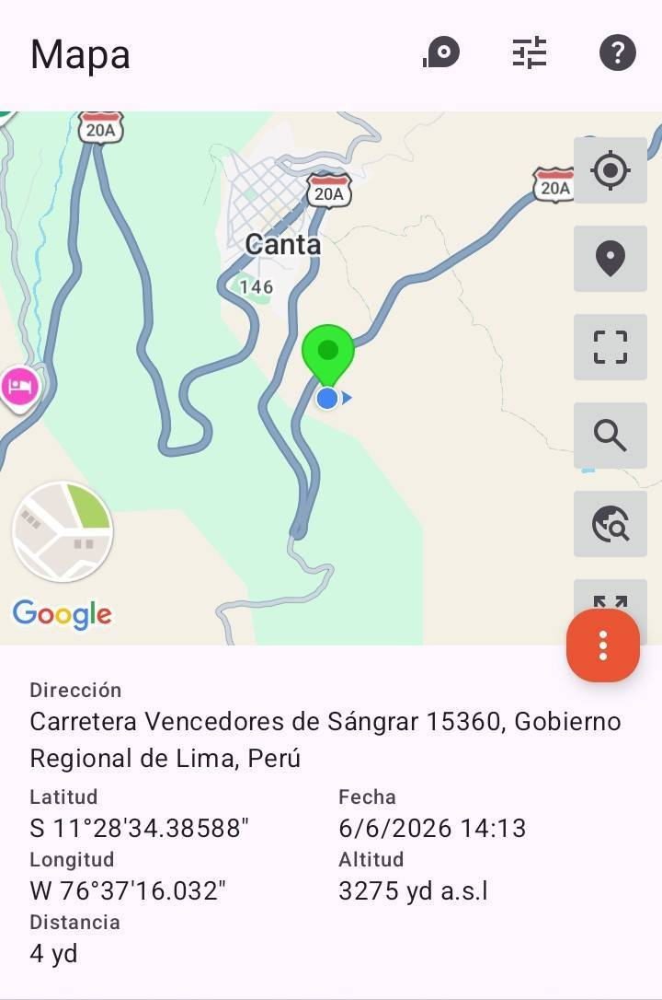 Mapa
20A
20A
20A
Canta
146
Google
Dirección
Carretera Vencedores de Sángrar 15360, Gobierno
Regional de Lima, Perú
Latitud
Fecha
S 11°28'34.38588"
6/6/2026 14:13
Longitud
Altitud
W 76°37'16.032"
3275 yd a.s.l
Distancia
4 yd